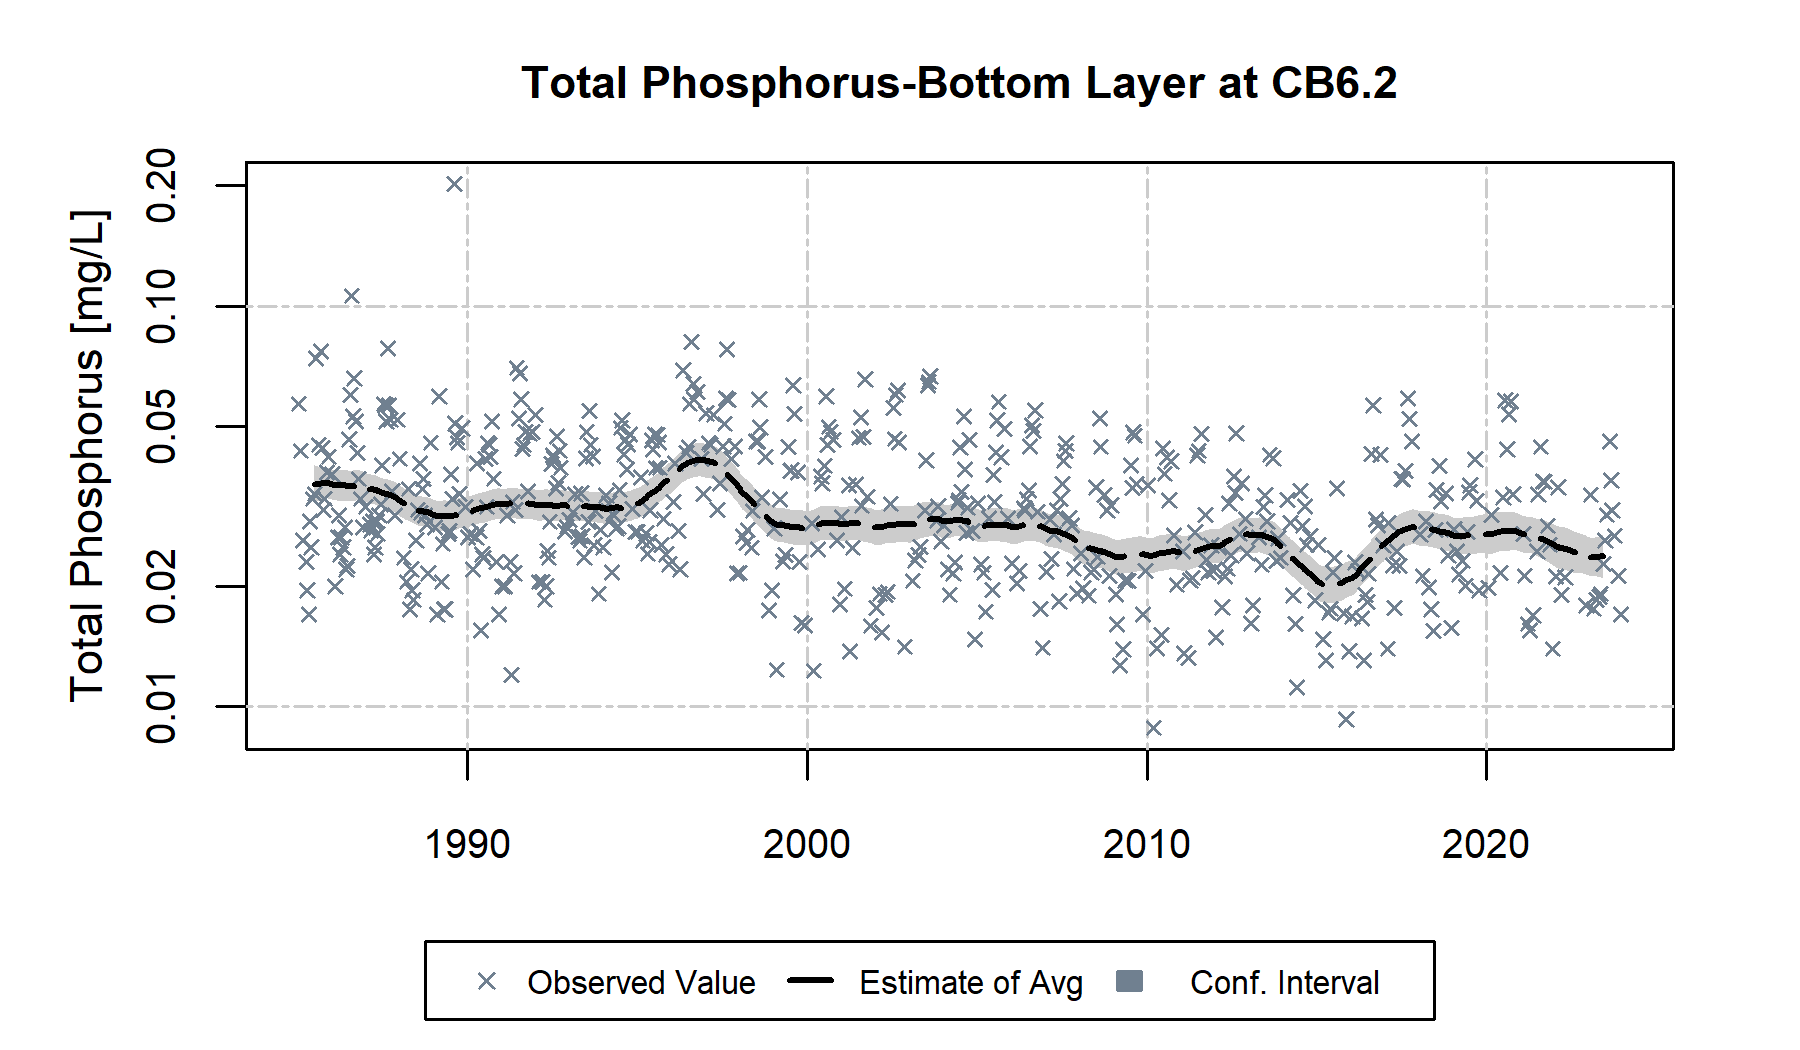 Total Phosphorus-Bottom Layer at CB6.2
Total Phosphorus [mg/L]
0.20
0.10
0.05
0.02
0.01
1990 2000 2010 2020
Observed Value Estimate of Avg Conf. Interval